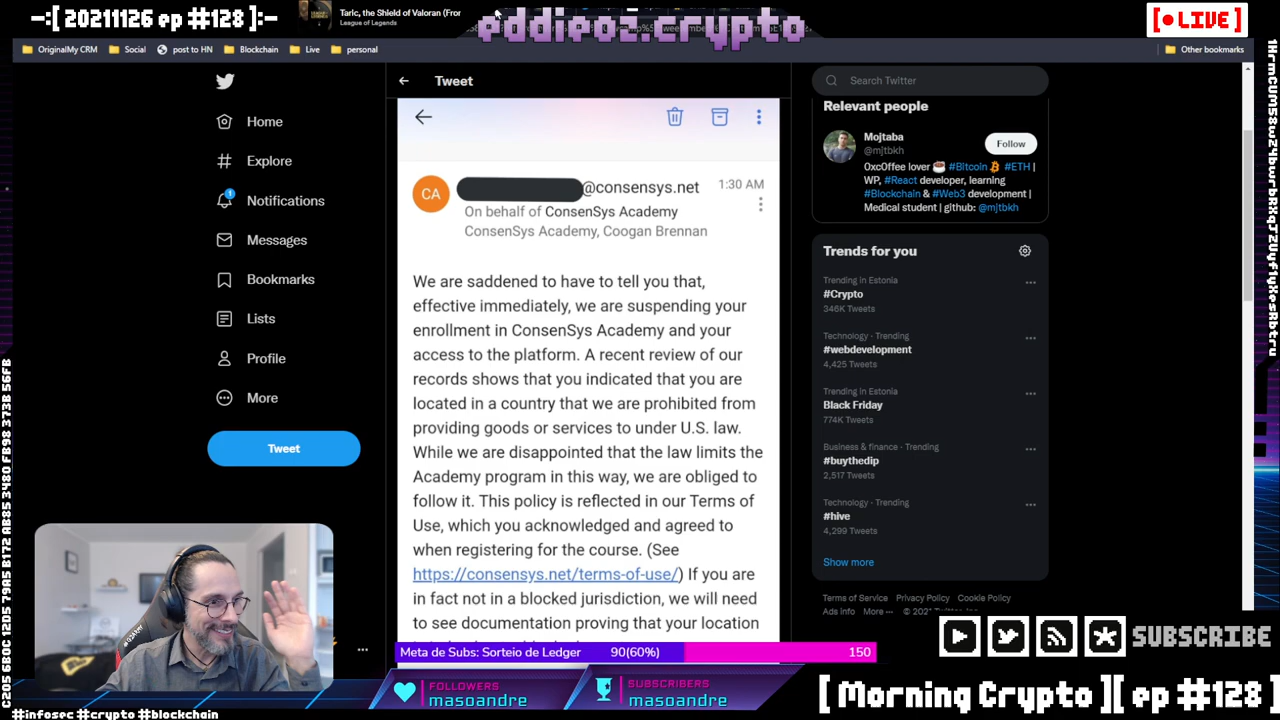 -:[ 20211126 ep #128 ]:-
Taric, the Shield of Valoran (Fror
League of Legends
eddieoz.crypto
[● LIVE]
OriginalMy CRM
Social
post to HN
Blockchain
Live
personal
Other bookmarks
Home
Explore
1
Notifications
Messages
Bookmarks
Lists
Profile
More
Tweet
Tweet
CA
@consensys.net
1:30 AM
On behalf of ConsenSys Academy
ConsenSys Academy, Coogan Brennan
We are saddened to have to tell you that,
effective immediately, we are suspending your
enrollment in ConsenSys Academy and your
access to the platform. A recent review of our
records shows that you indicated that you are
located in a country that we are prohibited from
providing goods or services to under U.S. law.
While we are disappointed that the law limits the
Academy program in this way, we are obliged to
follow it. This policy is reflected in our Terms of
Use, which you acknowledged and agreed to
when registering for the course. (See
https://consensys.net/terms-of-use/) If you are
in fact not in a blocked jurisdiction, we will need
to see documentation proving that your location
Search Twitter
Relevant people
Mojtaba
@m|tbkh
Follow
OxcOffee lover ☕ #Bitcoin #ETH |
WP, #React developer, learning
#Blockchain & #Web3 development |
Medical student | github: @m|tbkh
Trends for you
Trending in Estonia
#Crypto
346K Tweets
Technology · Trending
#webdevelopment
4,425 Tweets
Trending in Estonia
Black Friday
774K Tweets
Business & finance · Trending
#buythedip
2,517 Tweets
Technology · Trending
#hive
4,299 Tweets
Show more
Terms of Service Privacy Policy Cookie Policy
Ads info More ···
Meta de Subs: Sorteio de Ledger 90(60%) 150
FOLLOWERS
masoandre
SUBSCRIBERS
masoandre
SUBSCRIBE
[ Morning Crypto ][ ep #128 ]
#infosec #crypto #blockchain